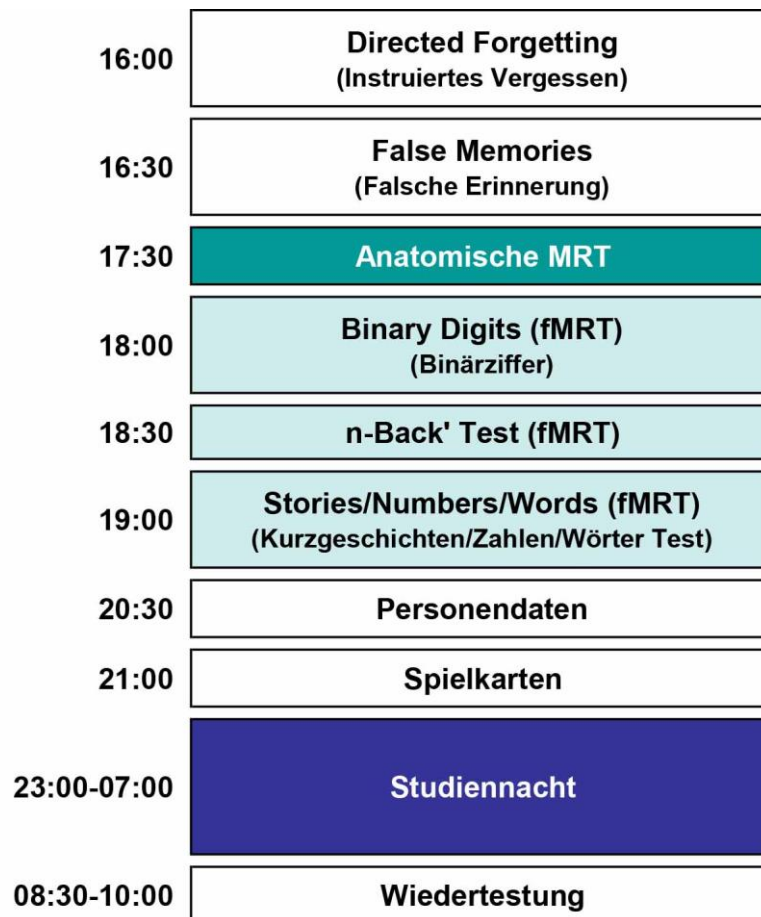 16:00
Directed Forgetting
(Instruiertes Vergessen)
16:30
False Memories
(Falsche Erinnerung)
17:30
Anatomische MRT
18:00
Binary Digits (fMRT)
(Binärziffer)
18:30
n-Back' Test (fMRT)
19:00
Stories/Numbers/Words (fMRT)
(Kurzgeschichten/Zahlen/Wörter Test)
20:30
Personendaten
21:00
Spielkarten
23:00-07:00
Studiennacht
08:30-10:00
Wiedertestung